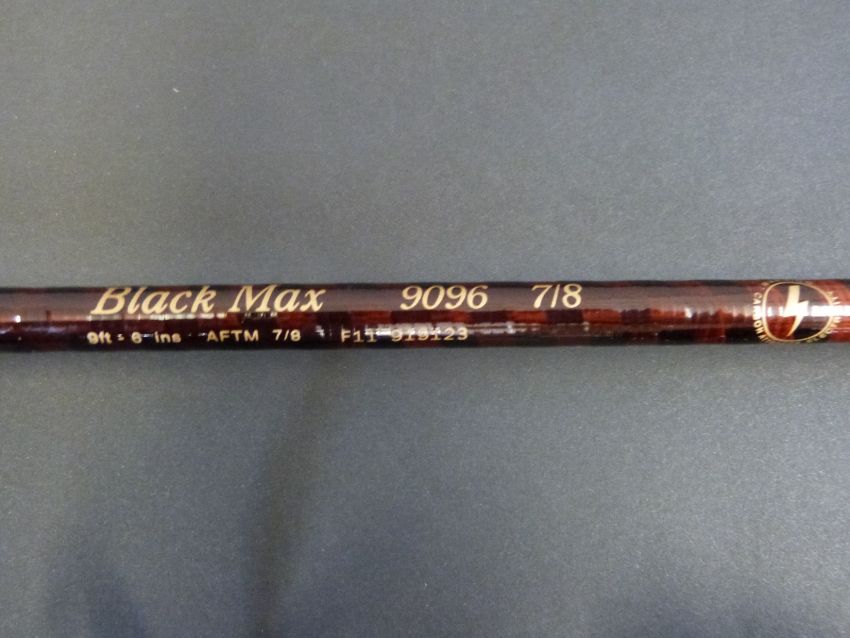 Black Max 9096 7/8
9ft 6 ins AFTM 7/8 F11 919123